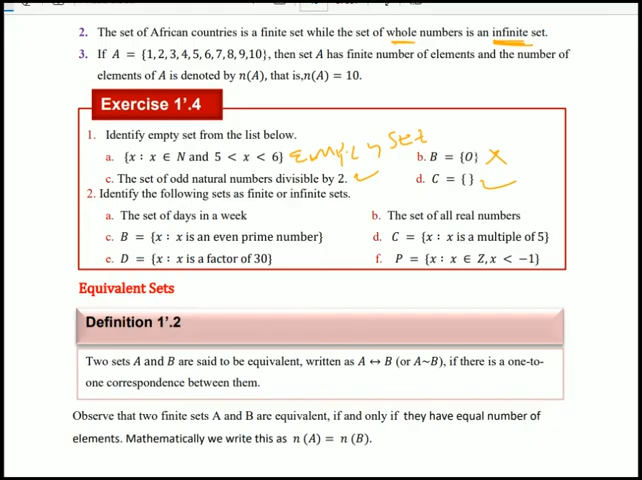 2. The set of African countries is a finite set while the set of whole numbers is an infinite set.
3. If A = {1, 2, 3, 4, 5, 6, 7, 8, 9, 10}, then set A has finite number of elements and the number of
elements of A is denoted by n(A), that is,n(A) = 10.
Exercise 1'.4
1. Identify empty set from the list below.
a. {x : x ∈ N and 5 < x < 6} Empty Set b. B = {0} ×
c. The set of odd natural numbers divisible by 2. ✓ d. C = { } ✓
2. Identify the following sets as finite or infinite sets.
a. The set of days in a week b. The set of all real numbers
c. B = {x : x is an even prime number} d. C = {x : x is a multiple of 5}
e. D = {x : x is a factor of 30} f. P = {x : x ∈ Z, x < −1}
Equivalent Sets
Definition 1'.2
Two sets A and B are said to be equivalent, written as A ↔ B (or A~B), if there is a one-to-
one correspondence between them.
Observe that two finite sets A and B are equivalent, if and only if they have equal number of
elements. Mathematically we write this as n (A) = n (B).